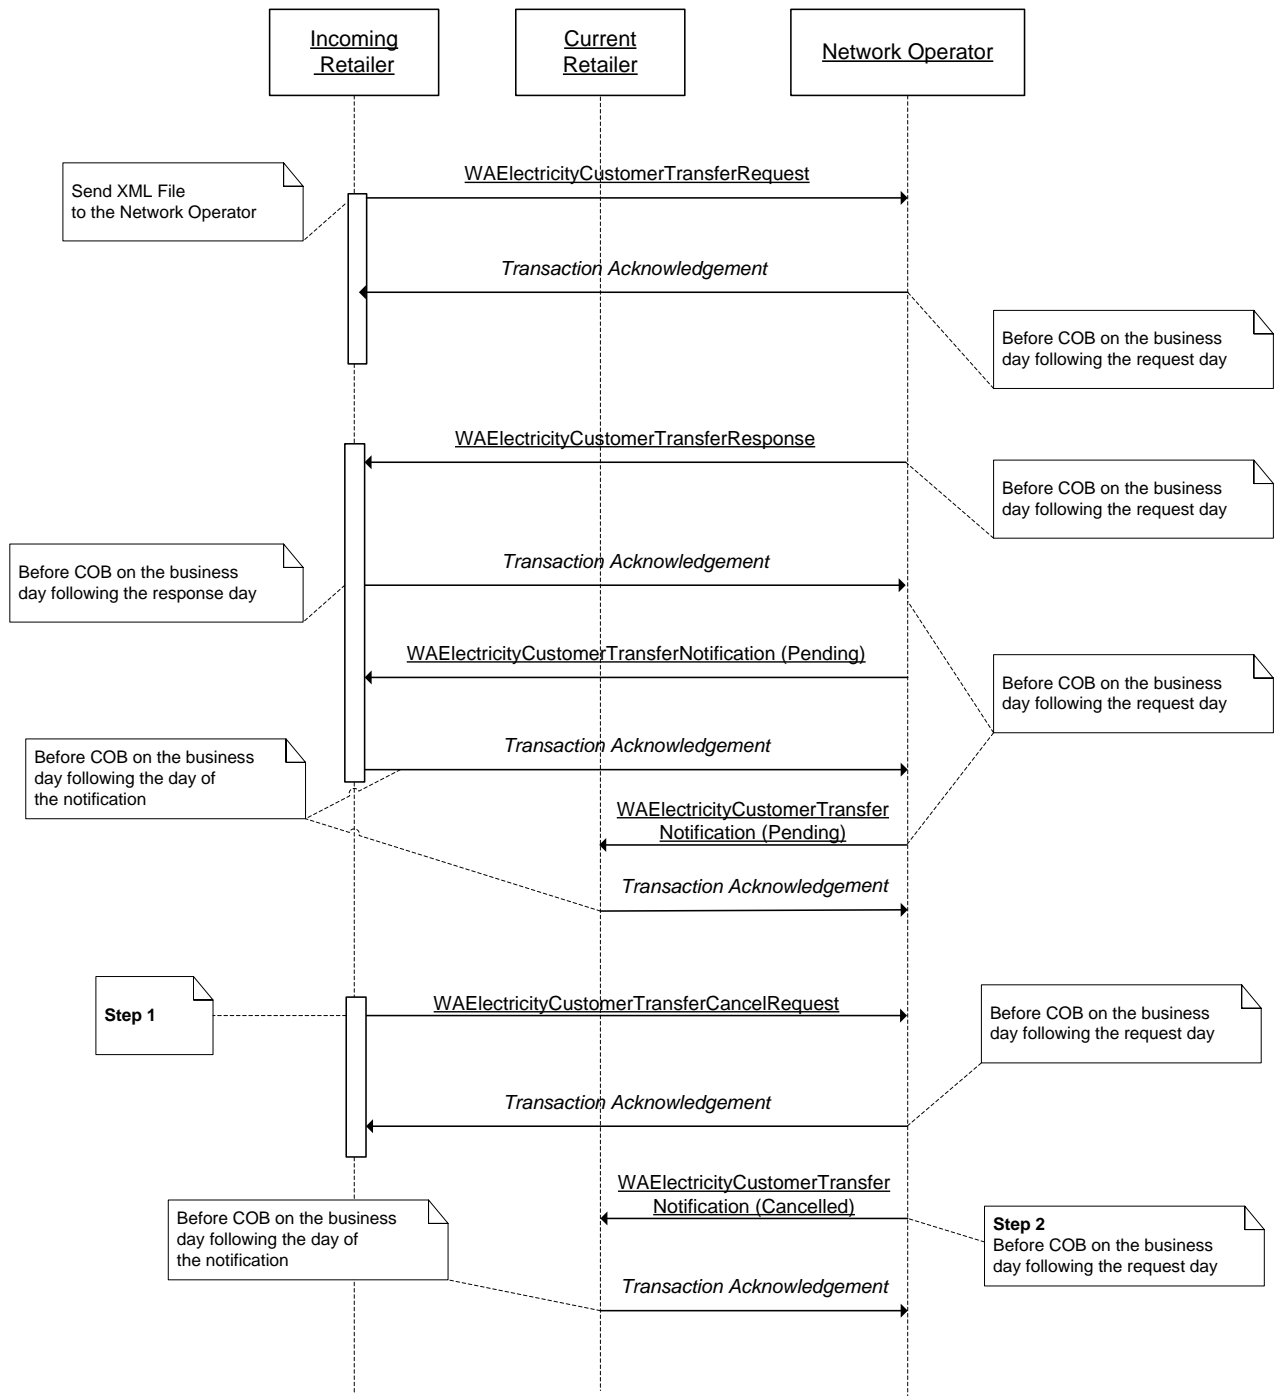 Incoming
Retailer
Current
Retailer
Network Operator
WAElectricityCustomerTransferRequest
Send XML File
to the Network Operator
Transaction Acknowledgement
Before COB on the business
day following the request day
WAElectricityCustomerTransferResponse
Before COB on the business
day following the request day
Transaction Acknowledgement
Before COB on the business
day following the response day
WAElectricityCustomerTransferNotification (Pending)
Before COB on the business
day following the request day
Transaction Acknowledgement
Before COB on the business
day following the day of
the notification
WAElectricityCustomerTransfer
Notification (Pending)
Transaction Acknowledgement
Step 1
WAElectricityCustomerTransferCancelRequest
Before COB on the business
day following the request day
Transaction Acknowledgement
WAElectricityCustomerTransfer
Notification (Cancelled)
Before COB on the business
day following the day of
the notification
Step 2
Before COB on the business
day following the request day
Transaction Acknowledgement